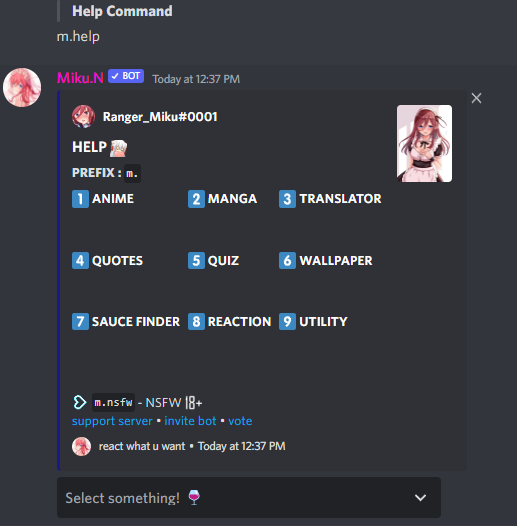 Help Command
m.help
Miku.N ✓ BOT Today at 12:37 PM
Ranger_Miku#0001
HELP
PREFIX : m.
1 ANIME 2 MANGA 3 TRANSLATOR
4 QUOTES 5 QUIZ 6 WALLPAPER
7 SAUCE FINDER 8 REACTION 9 UTILITY
m.nsfw - NSFW 18+
support server • invite bot • vote
react what u want • Today at 12:37 PM
Select something! 🍷